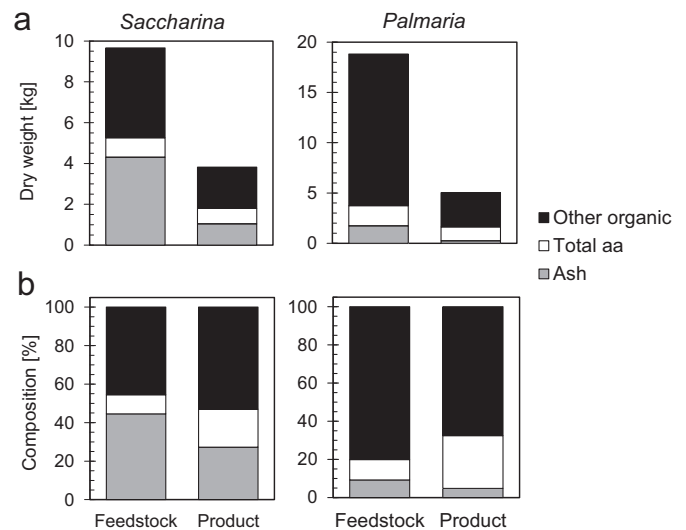 a
Saccharina
Palmaria
Dry weight [kg]
10
8
6
4
2
0
20
15
10
5
0
Other organic
Total aa
Ash
b
Composition [%]
100
80
60
40
20
0
100
80
60
40
20
0
Feedstock Product
Feedstock Product